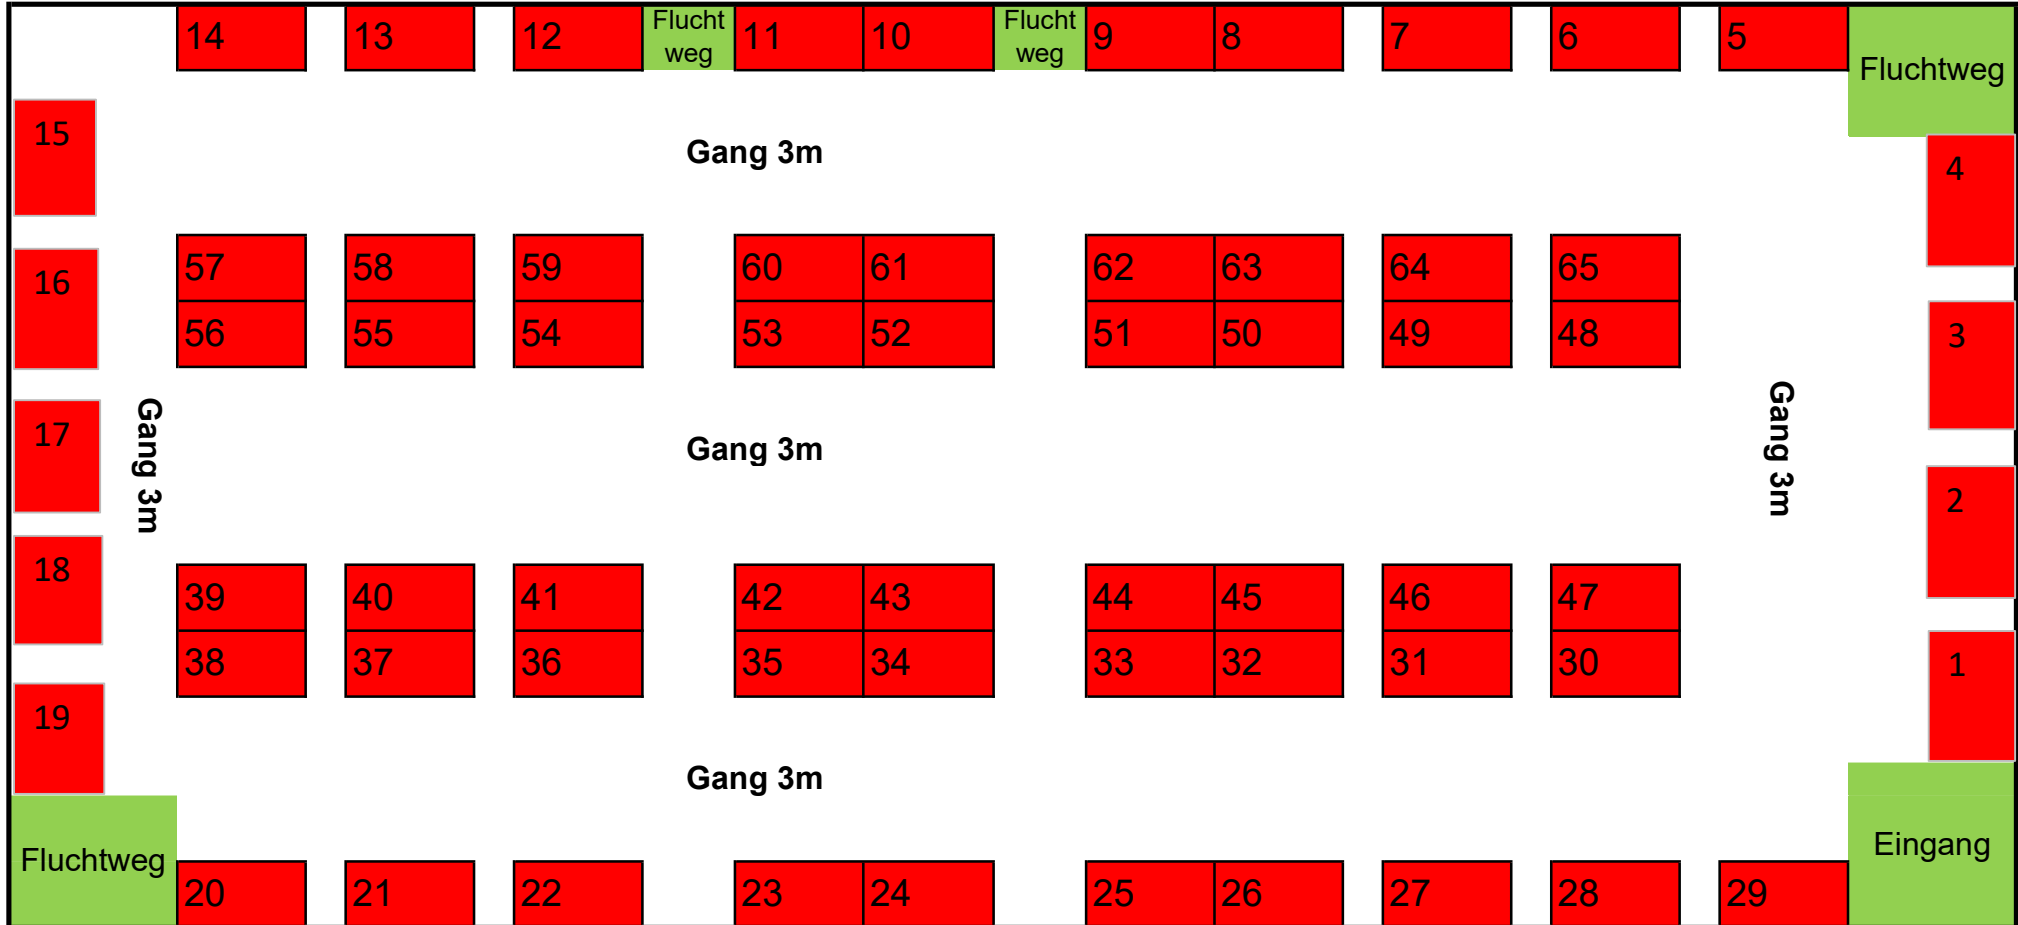 14 13 12 Flucht weg 11 10 Flucht weg 9 8 7 6 5
Fluchtweg
15
Gang 3m
4
57 58 59 60 61 62 63 64 65
16
3
56 55 54 53 52 51 50 49 48
17
Gang 3m
Gang 3m
Gang 3m
2
18
39 40 41 42 43 44 45 46 47
38 37 36 35 34 33 32 31 30
1
19
Gang 3m
Fluchtweg
Eingang
20 21 22 23 24 25 26 27 28 29